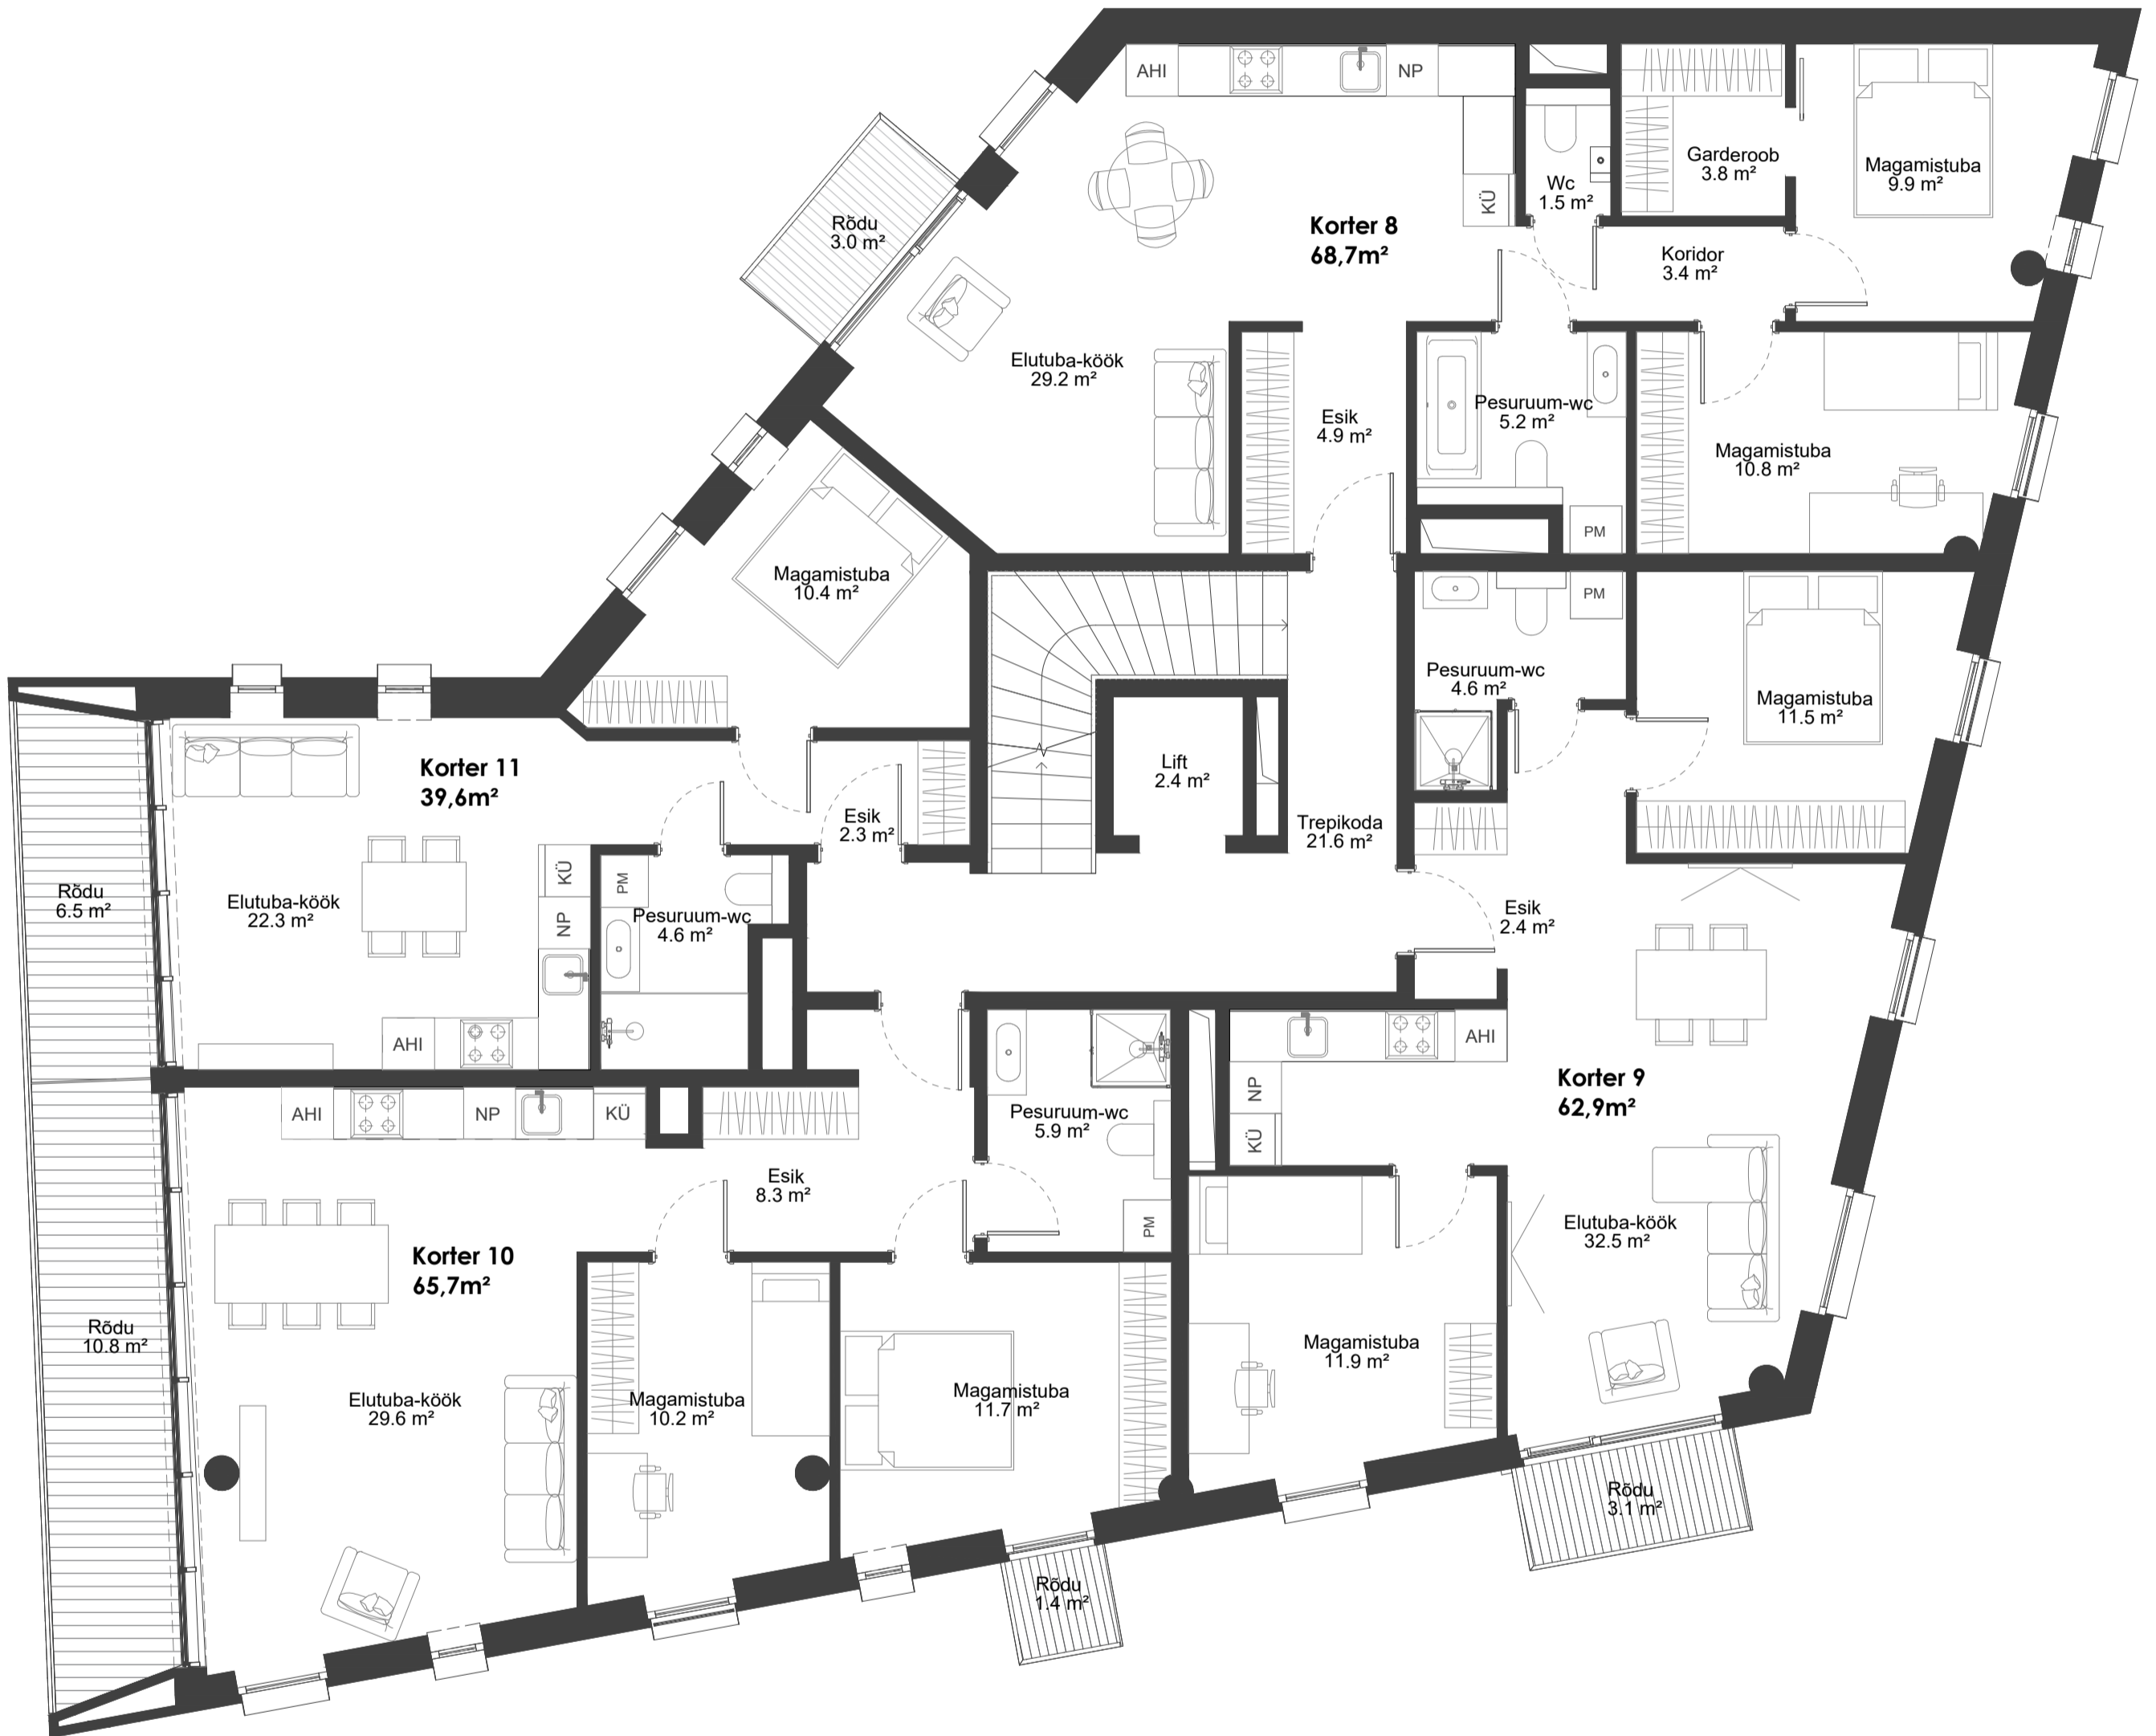 AHI
NP
KÜ
Wc
1.5 m²
Garderoob
3.8 m²
Magamistuba
9.9 m²
Rõdu
3.0 m²
Korter 8
68,7m²
Koridor
3.4 m²
Elutuba-köök
29.2 m²
Esik
4.9 m²
Pesuruum-wc
5.2 m²
PM
Magamistuba
10.8 m²
Magamistuba
10.4 m²
PM
Pesuruum-wc
4.6 m²
Magamistuba
11.5 m²
Korter 11
39,6m²
Lift
2.4 m²
Esik
2.3 m²
Trepikoda
21.6 m²
Rõdu
6.5 m²
Elutuba-köök
22.3 m²
KÜ
NP
AHI
PM
Pesuruum-wc
4.6 m²
Esik
2.4 m²
AHI
NP
KÜ
Korter 9
62,9m²
AHI
NP
KÜ
Pesuruum-wc
5.9 m²
PM
Esik
8.3 m²
Korter 10
65,7m²
Elutuba-köök
32.5 m²
Rõdu
10.8 m²
Elutuba-köök
29.6 m²
Magamistuba
10.2 m²
Magamistuba
11.7 m²
Magamistuba
11.9 m²
Rõdu
3.1 m²
Rõdu
1.4 m²